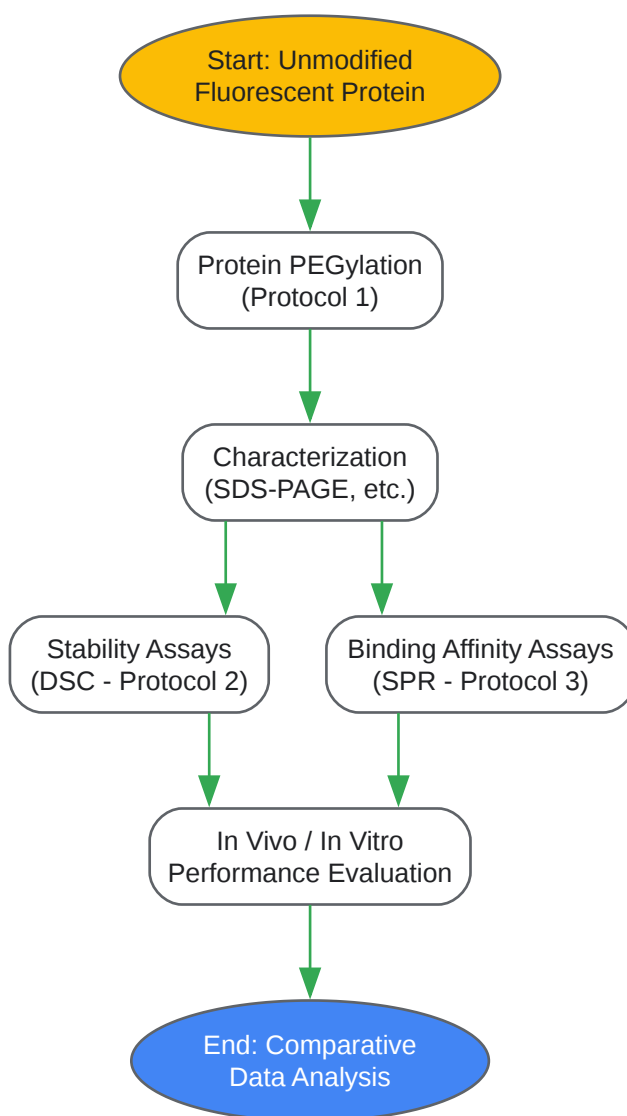 Start: Unmodified
Fluorescent Protein
Protein PEGylation
(Protocol 1)
Characterization
(SDS-PAGE, etc.)
Stability Assays
(DSC - Protocol 2)
Binding Affinity Assays
(SPR - Protocol 3)
In Vivo / In Vitro
Performance Evaluation
End: Comparative
Data Analysis